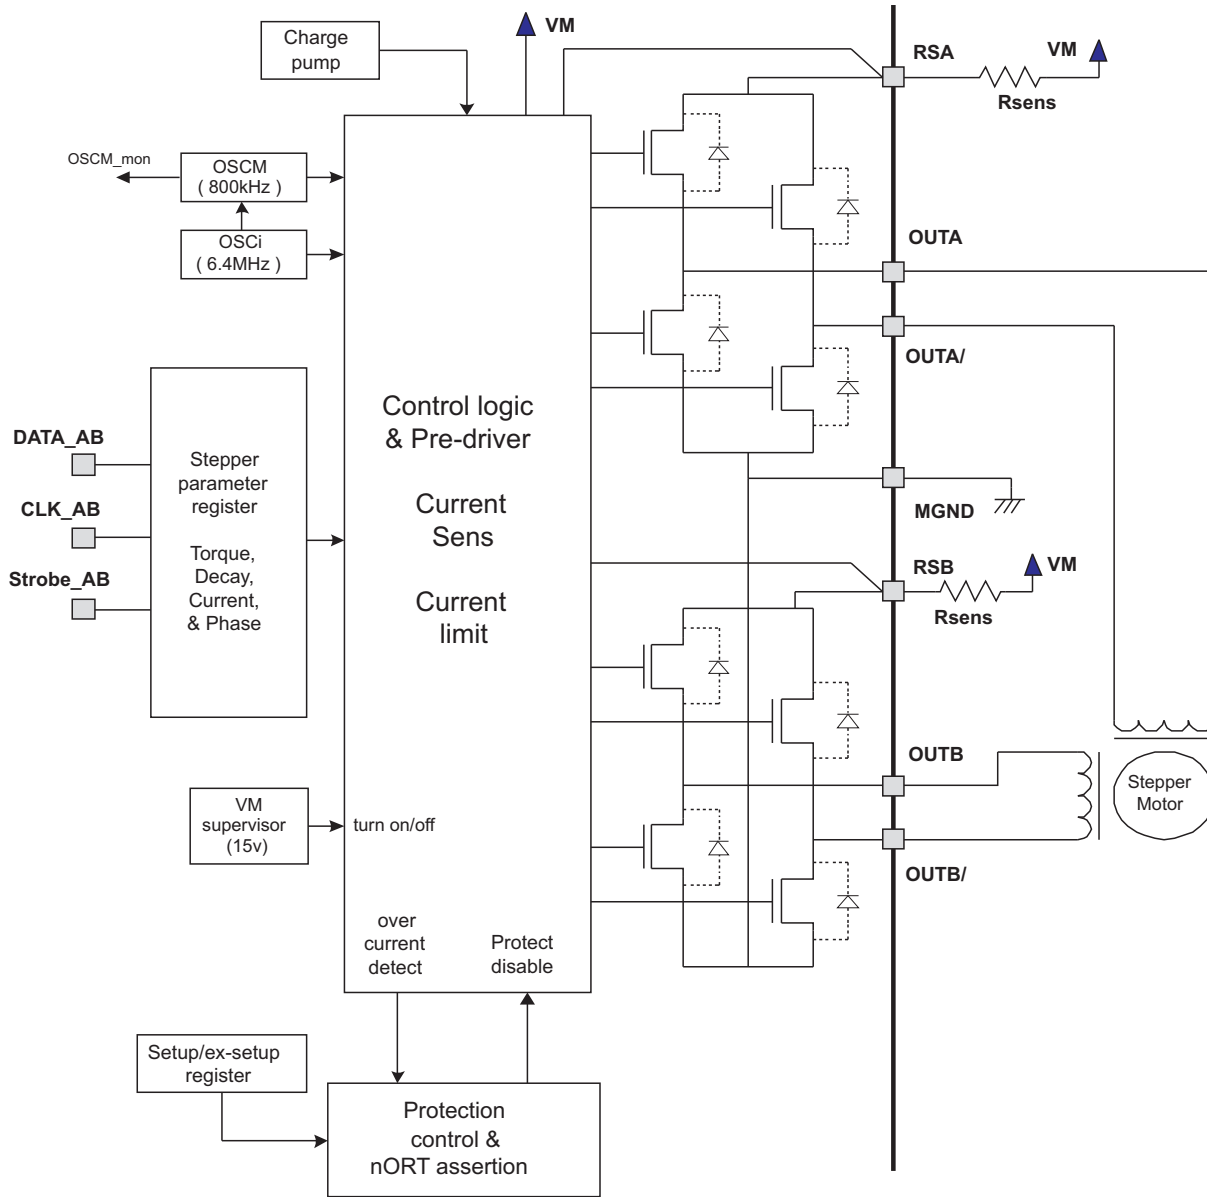 Charge
pump
VM
RSA
VM
Rsens
OSCM_mon
OSCM
( 800kHz )
OSCi
( 6.4MHz )
OUTA
OUTA/
DATA_AB
CLK_AB
Strobe_AB
Stepper
parameter
register
Torque,
Decay,
Current,
& Phase
Control logic
& Pre-driver
Current
Sens
Current
limit
MGND
RSB
VM
Rsens
OUTB
OUTB/
Stepper
Motor
VM
supervisor
(15v)
turn on/off
over
current
detect
Protect
disable
Setup/ex-setup
register
Protection
control &
nORT assertion